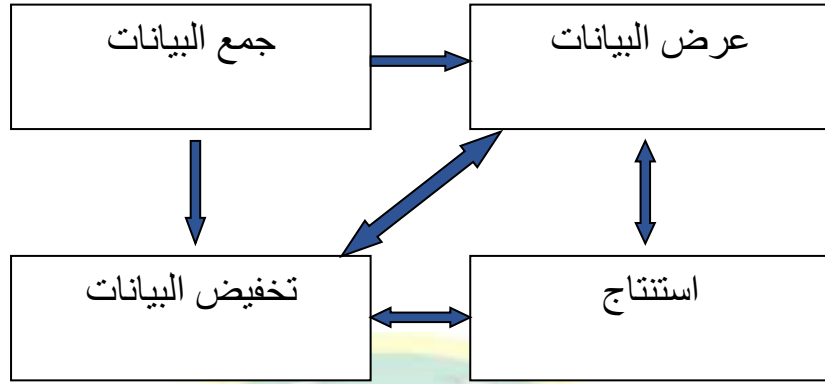 جمع البيانات
عرض البيانات
تخفيض البيانات
استنتاج